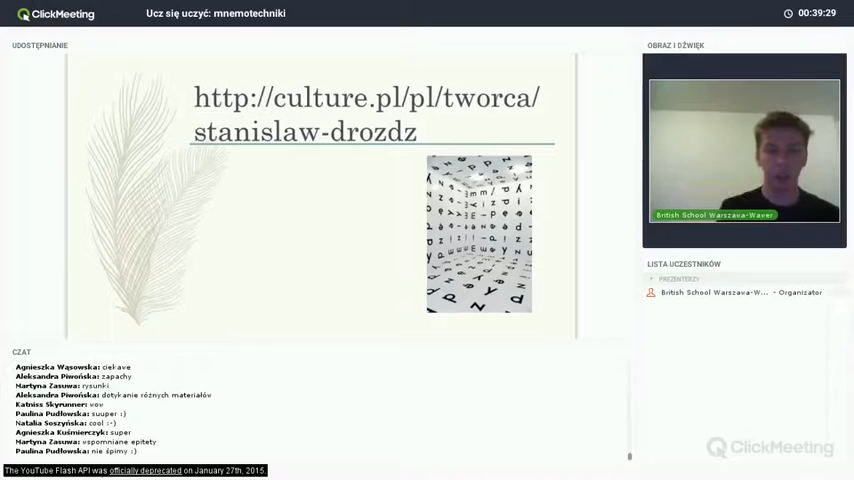 ClickMeeting
Ucz się uczyć: mnemotechniki
00:39:29
UDOSTĘPNIANIE
OBRAZ I DŹWIĘK
http://culture.pl/pl/tworca/
stanislaw-drozdz
British School Warszawa-Wawer
LISTA UCZESTNIKÓW
PREZENTERZY
British School Warszawa-W... - Organizator
CZAT
Agnieszka Wąsowska: ciekawe
Aleksandra Piwońska: zapachy
Martyna Zasuwa: rysunki
Aleksandra Piwońska: dotykanie różnych materiałów
Katniss Skyrunner: wow
Paulina Pudłowska: suuper :)
Natalia Soszyńska: cool :-)
Agnieszka Kuśmierczyk: super
Martyna Zasuwa: wspomniane epitety
Paulina Pudłowska: nie śpimy :)
ClickMeeting
The YouTube Flash API was officially deprecated on January 27th, 2015.